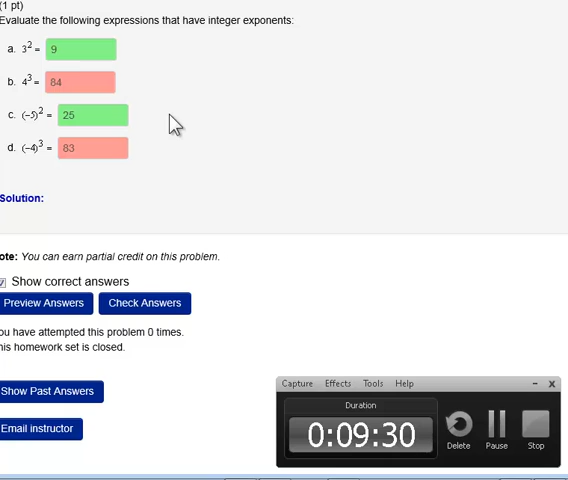 (1 pt)
Evaluate the following expressions that have integer exponents:
a. 3² = 9
b. 4³ = 84
c. (−5)² = 25
d. (−4)³ = 83
Solution:
ote: You can earn partial credit on this problem.
Show correct answers
Preview Answers Check Answers
ou have attempted this problem 0 times.
his homework set is closed.
Show Past Answers
Email instructor
Capture Effects Tools Help – x
Duration
0:09:30
Delete Pause Stop